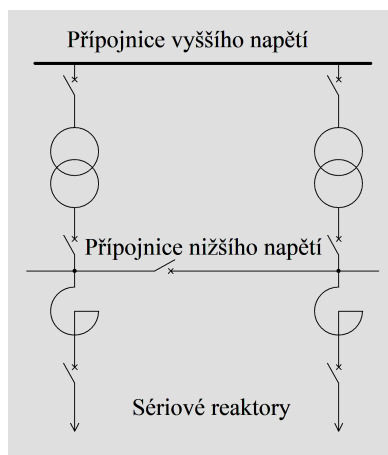 Přípojnice vyššího napětí
Přípojnice nižšího napětí
Sériové reaktory